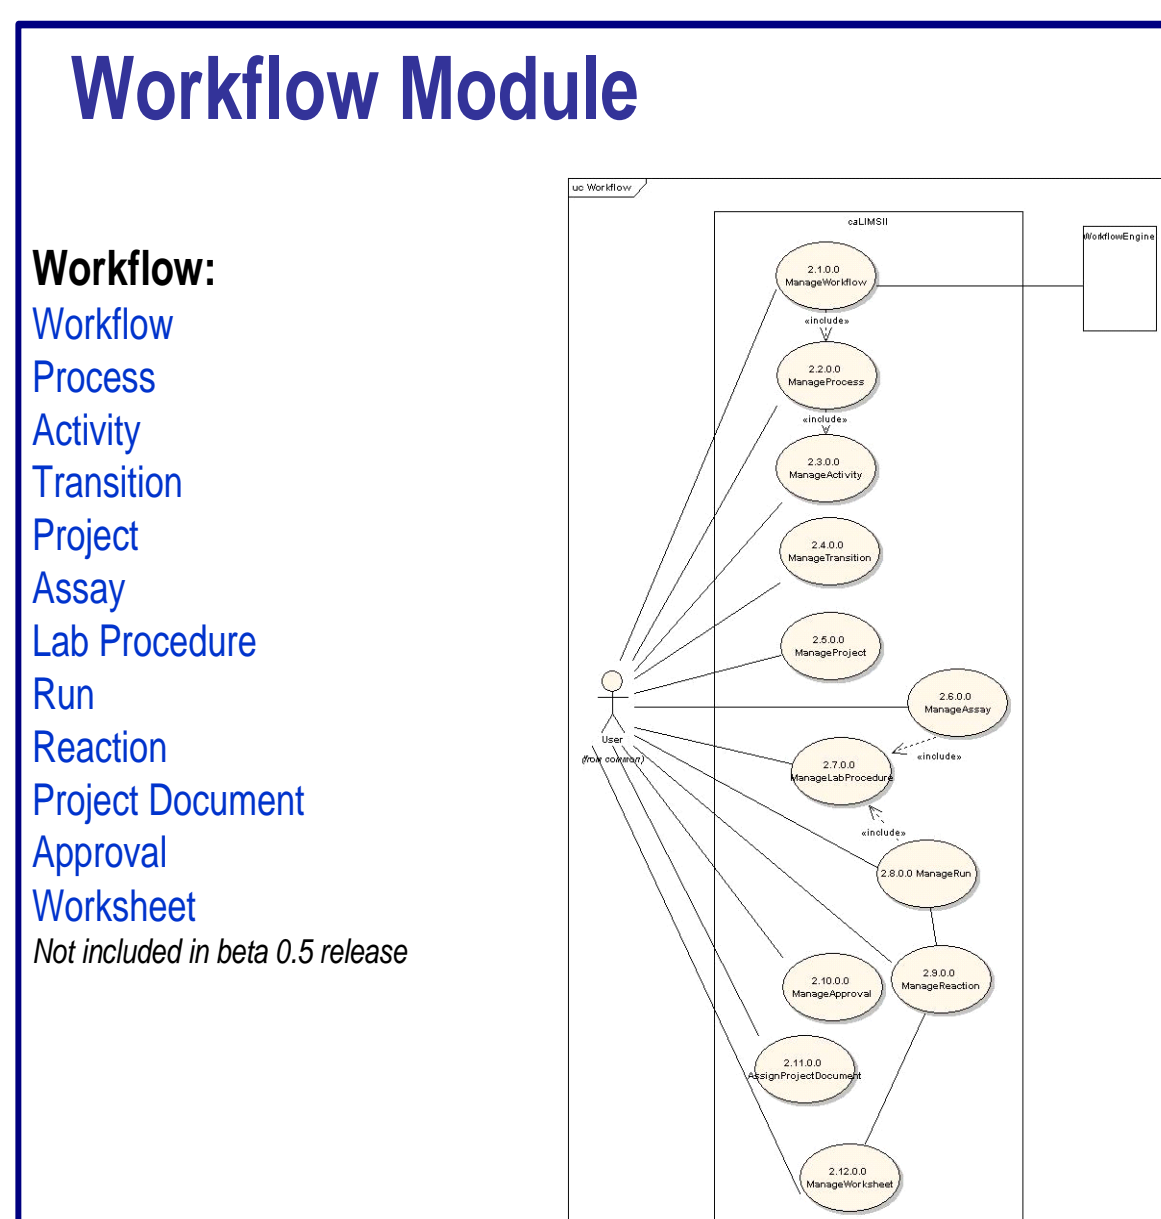 Workflow Module
Workflow:
Workflow
Process
Activity
Transition
Project
Assay
Lab Procedure
Run
Reaction
Project Document
Approval
Worksheet
Not included in beta 0.5 release
uc Workflow
caLIMSII
WorkflowEngine
2.1.0.0
ManageWorkflow
«include»
2.2.0.0
ManageProcess
«include»
2.3.0.0
ManageActivity
2.4.0.0
ManageTransition
2.5.0.0
ManageProject
2.6.0.0
ManageAssay
User
(from common)
«include»
2.7.0.0
ManageLabProcedure
«include»
2.8.0.0 ManageRun
2.9.0.0
ManageReaction
2.10.0.0
ManageApproval
2.11.0.0
AssignProjectDocument
2.12.0.0
ManageWorksheet